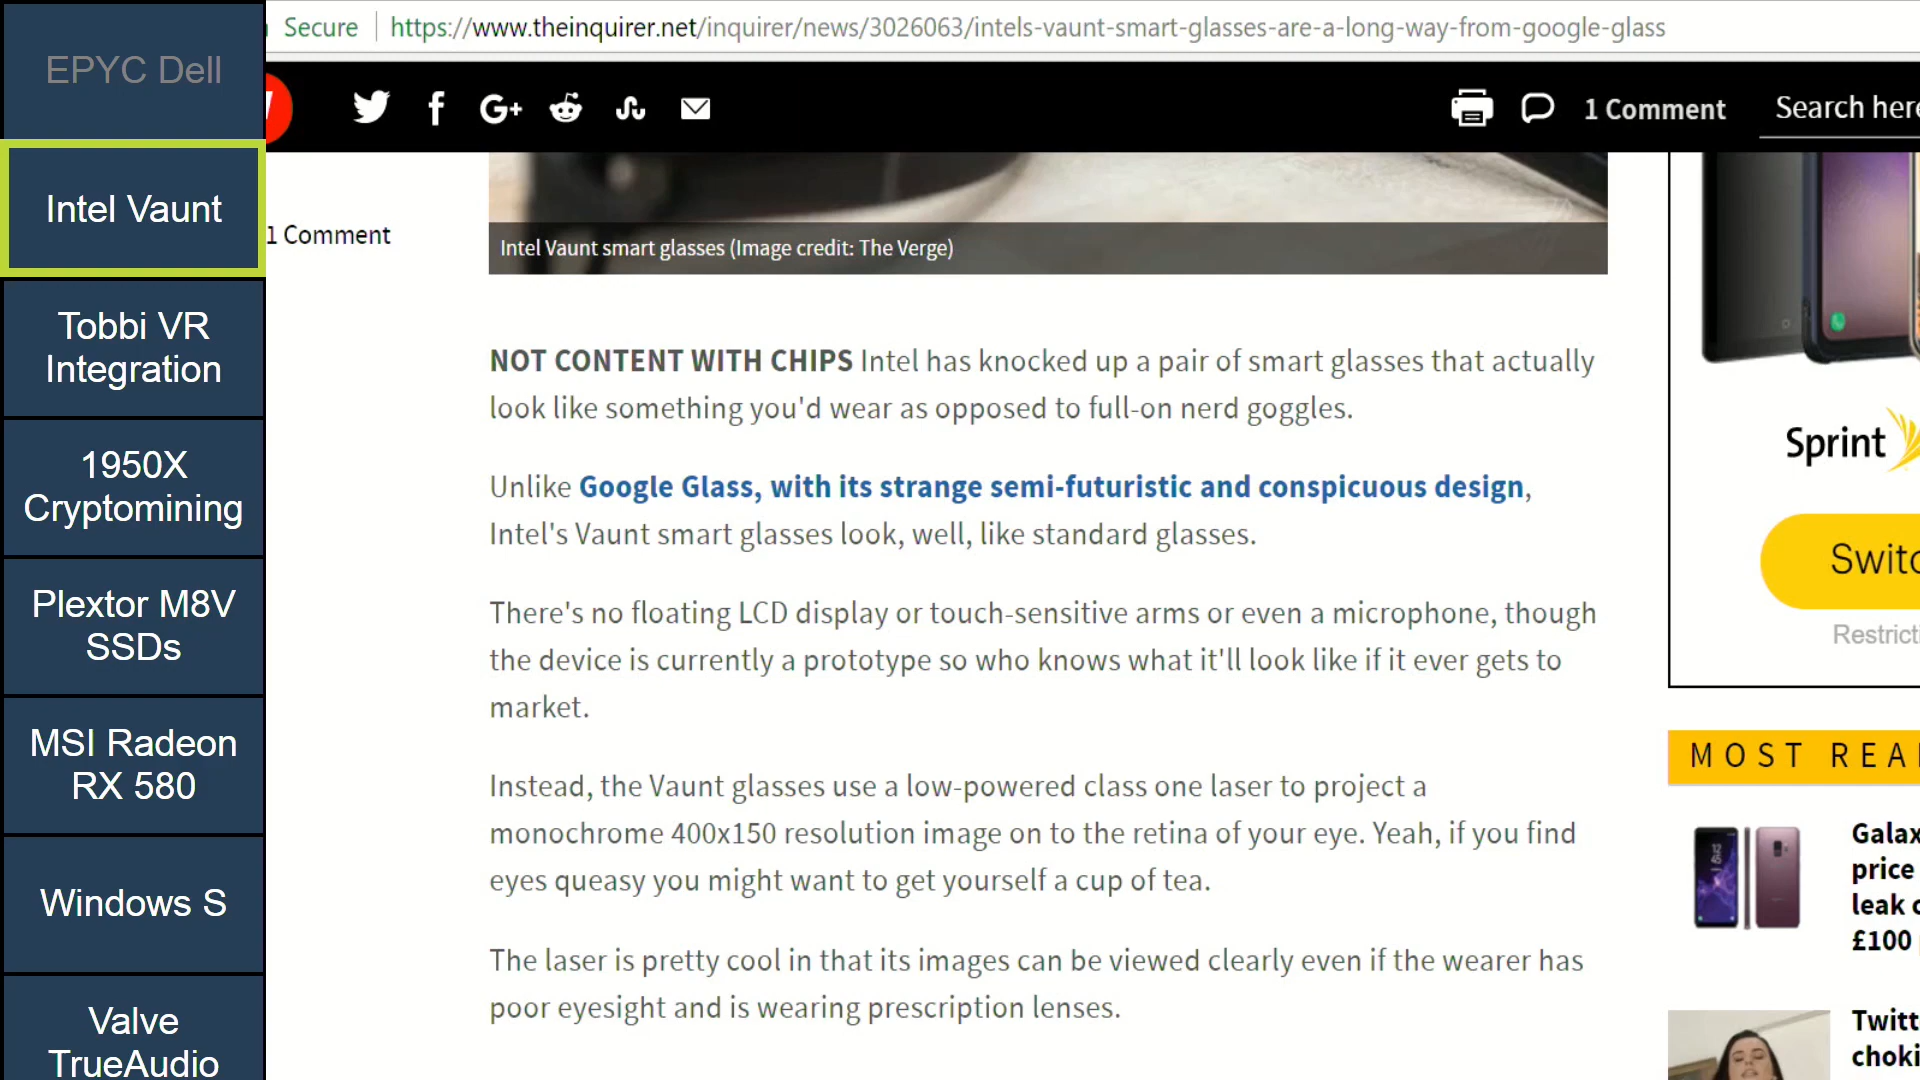 EPYC Dell
Intel Vaunt
Tobbi VR
Integration
1950X
Cryptomining
Plextor M8V
SSDs
MSI Radeon
RX 580
Windows S
Valve
TrueAudio
Secure
https://www.theinquirer.net/inquirer/news/3026063/intels-vaunt-smart-glasses-are-a-long-way-from-google-glass
1 Comment
Search here
1 Comment
Intel Vaunt smart glasses (Image credit: The Verge)
NOT CONTENT WITH CHIPS Intel has knocked up a pair of smart glasses that actually
look like something you'd wear as opposed to full-on nerd goggles.
Unlike Google Glass, with its strange semi-futuristic and conspicuous design,
Intel's Vaunt smart glasses look, well, like standard glasses.
There's no floating LCD display or touch-sensitive arms or even a microphone, though
the device is currently a prototype so who knows what it'll look like if it ever gets to
market.
Instead, the Vaunt glasses use a low-powered class one laser to project a
monochrome 400x150 resolution image on to the retina of your eye. Yeah, if you find
eyes queasy you might want to get yourself a cup of tea.
The laser is pretty cool in that its images can be viewed clearly even if the wearer has
poor eyesight and is wearing prescription lenses.
Sprint
Switc
Restricti
MOST REA
Galax
price
leak
£100
Twitt
choki